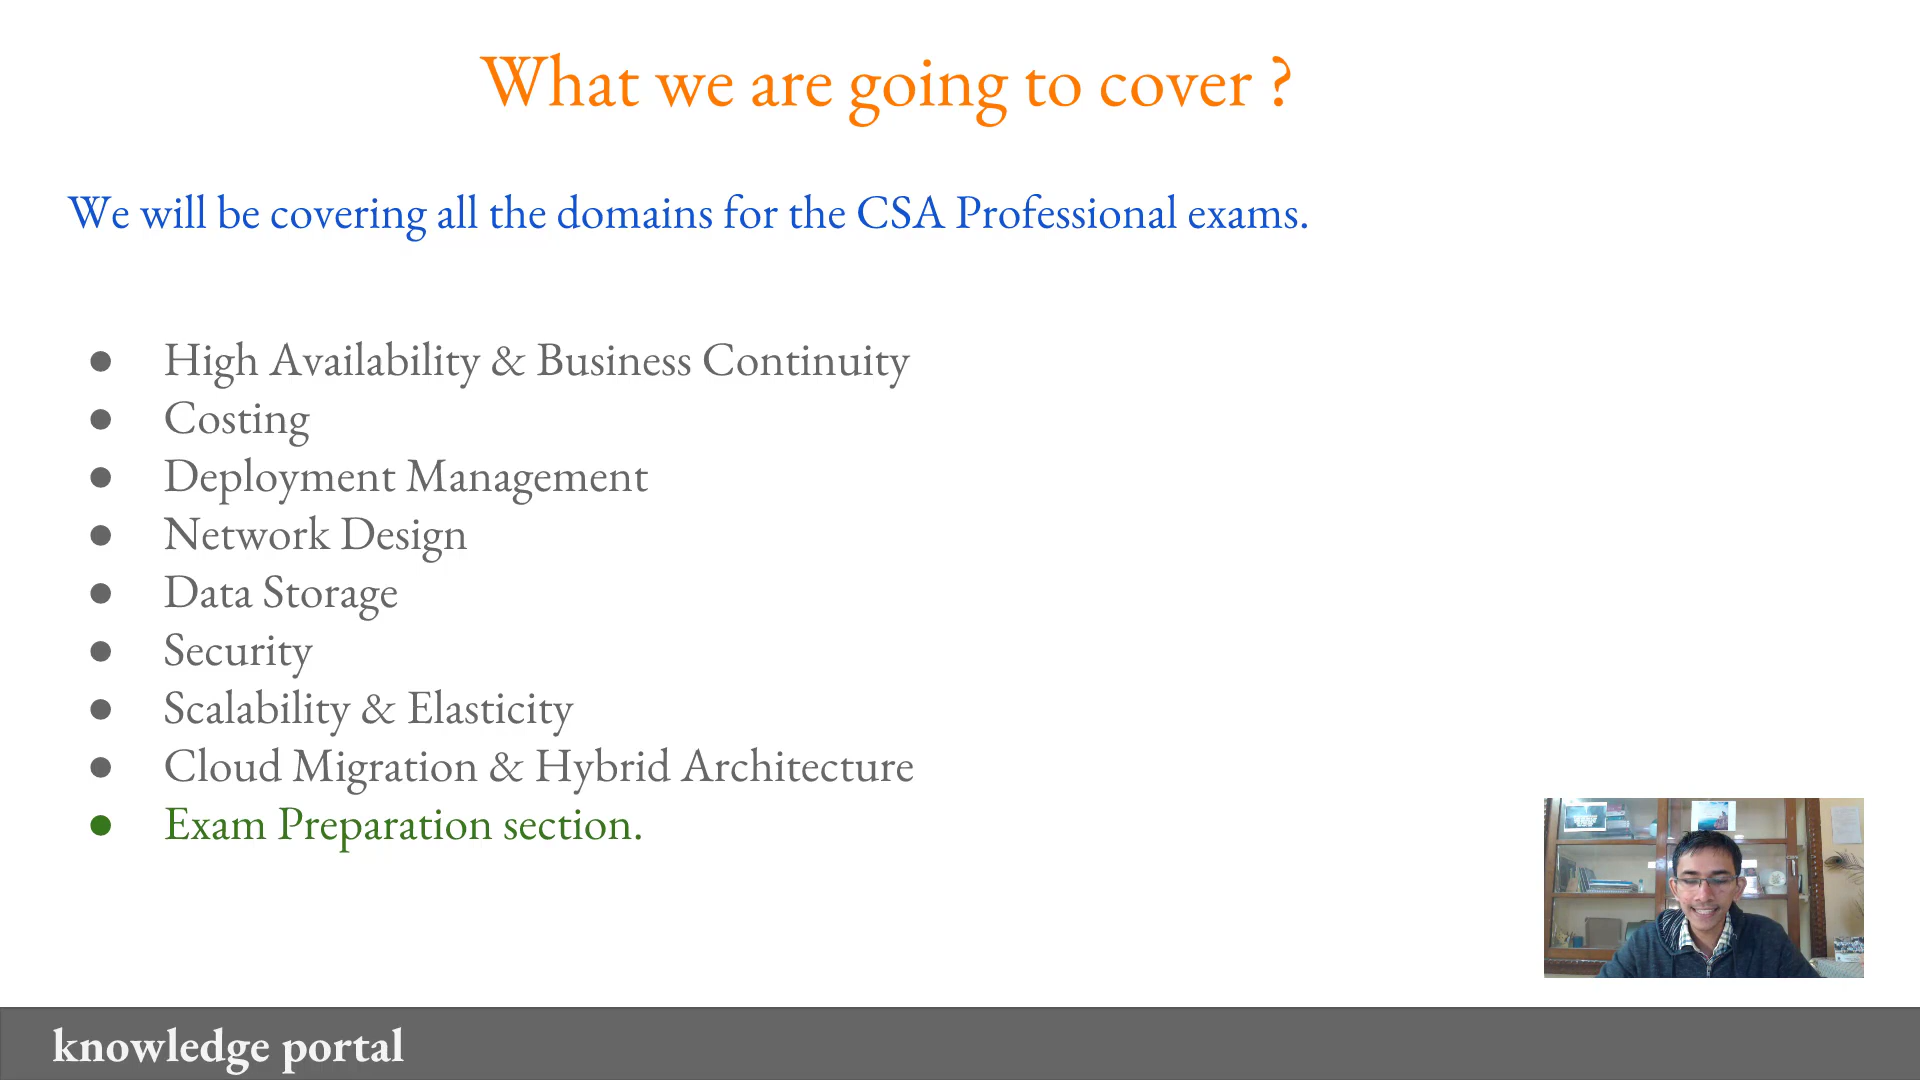 What we are going to cover ?
We will be covering all the domains for the CSA Professional exams.
● High Availability & Business Continuity
● Costing
● Deployment Management
● Network Design
● Data Storage
● Security
● Scalability & Elasticity
● Cloud Migration & Hybrid Architecture
● Exam Preparation section.
knowledge portal